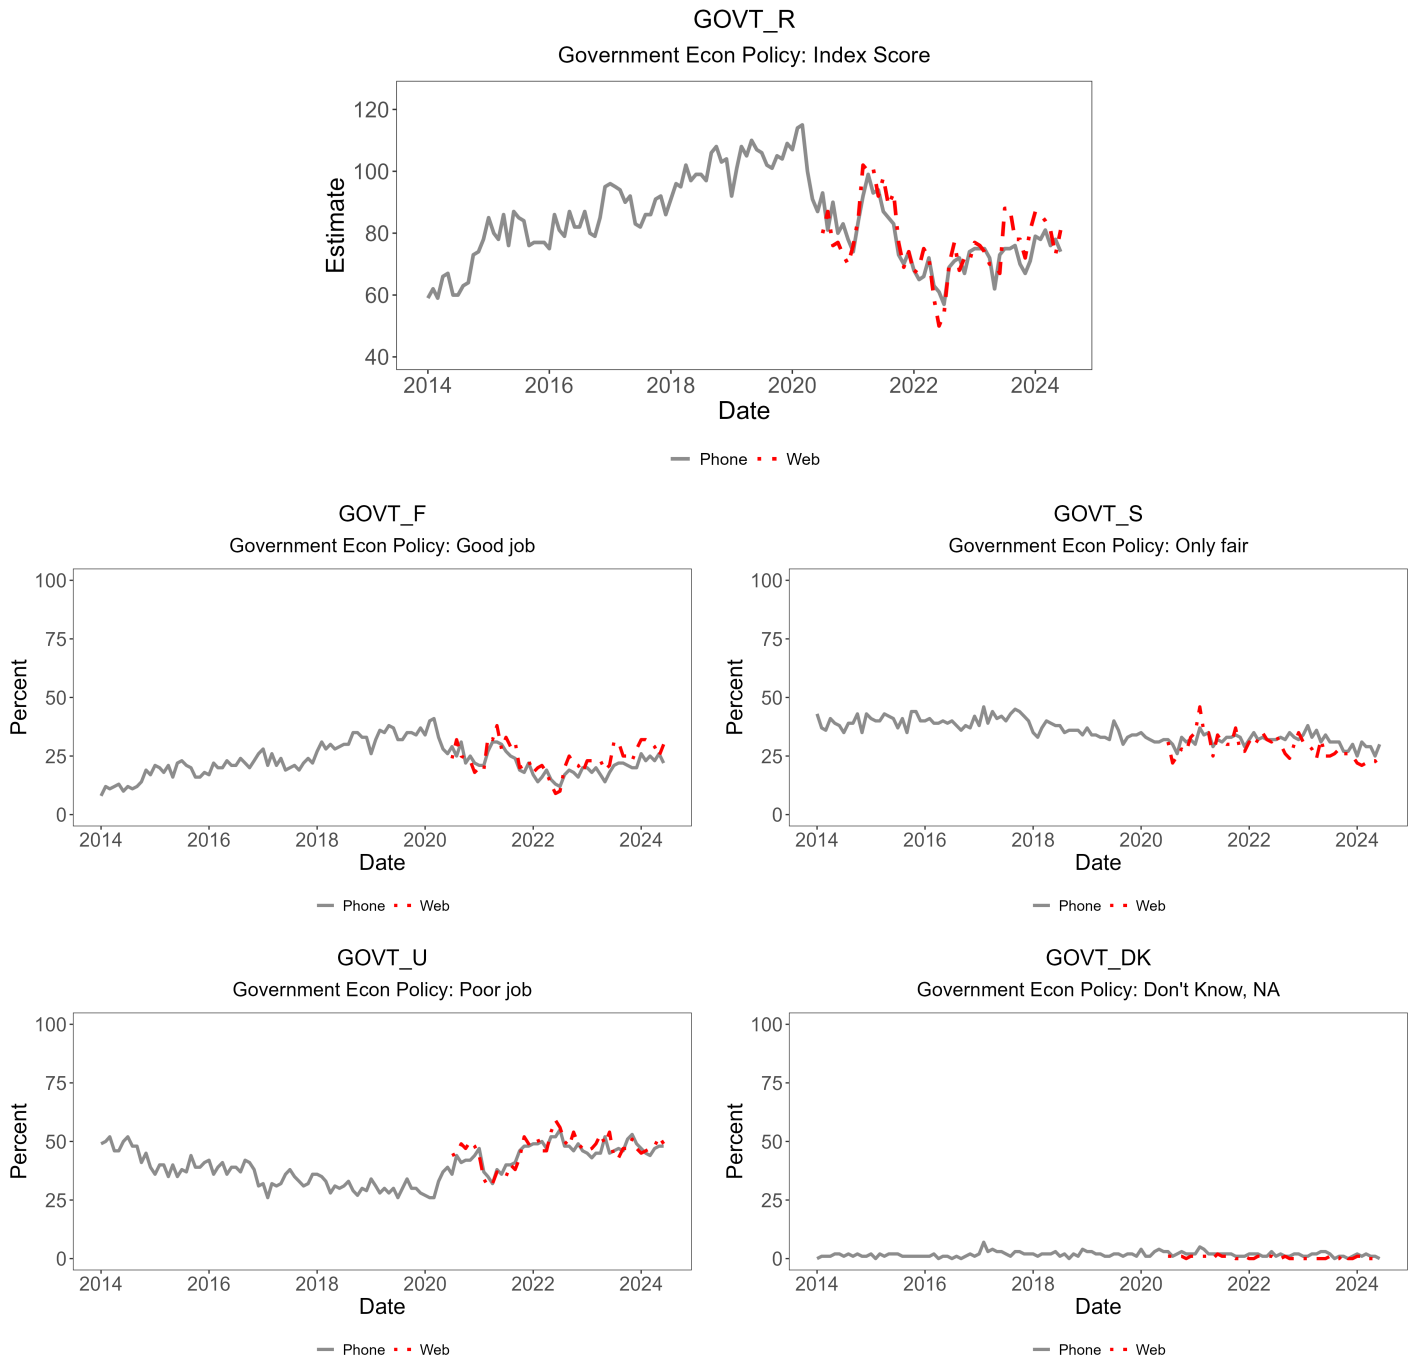 GOVT_R
Government Econ Policy: Index Score
Estimate
120
100
80
60
40
2014 2016 2018 2020 2022 2024
Date
Phone Web
GOVT_F
Government Econ Policy: Good job
Percent
100
75
50
25
0
2014 2016 2018 2020 2022 2024
Date
Phone Web
GOVT_S
Government Econ Policy: Only fair
Percent
100
75
50
25
0
2014 2016 2018 2020 2022 2024
Date
Phone Web
GOVT_U
Government Econ Policy: Poor job
Percent
100
75
50
25
0
2014 2016 2018 2020 2022 2024
Date
Phone Web
GOVT_DK
Government Econ Policy: Don't Know, NA
Percent
100
75
50
25
0
2014 2016 2018 2020 2022 2024
Date
Phone Web